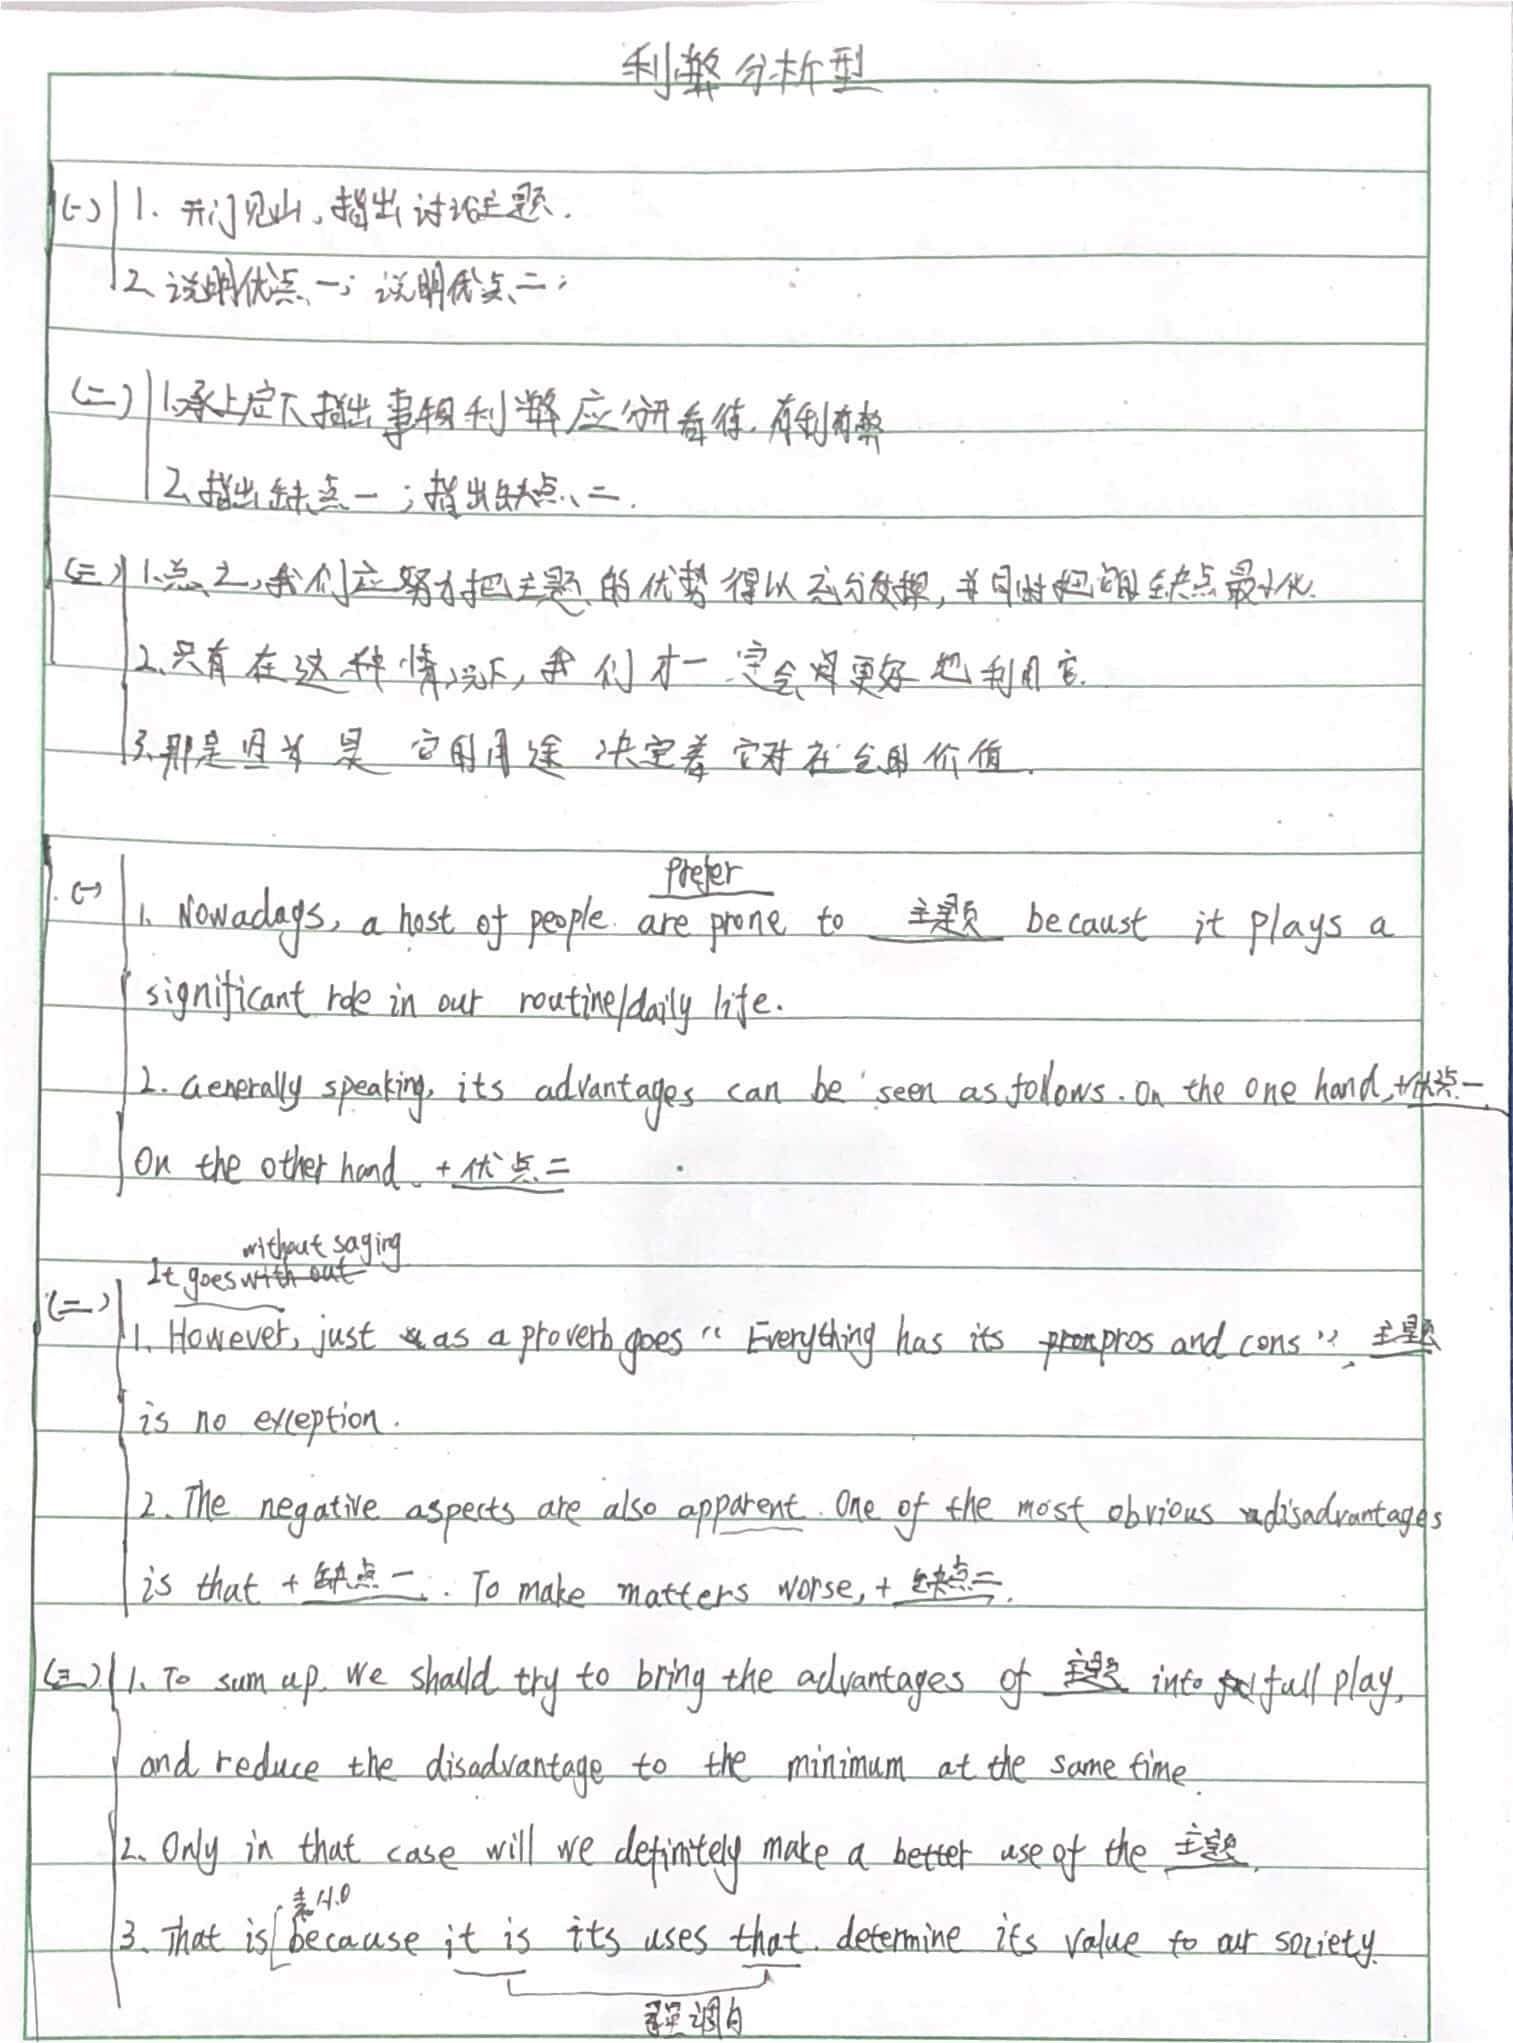 利弊分析型
(一) 1. 开门见山,指出讨论主题.
2. 说明优点一; 说明优点二;
(二) 1.承上启下指出事物利弊应分开看待.有利有弊
2.指出缺点一;指出缺点二.
(三) 1.总之,我们应努力把主题的优势得以充分发挥,并同时把它的缺点最小化.
2.只有在这种情况下,我们才一定会更好地利用它.
3.那是因为是它的用途决定着它对社会的价值.
prefer
(一) 1. Nowadays, a host of people are prone to 主题 becaust it plays a
significant role in our routine/daily life.
2. Generally speaking, its advantages can be seen as follows. On the one hand, +优点一
On the other hand, +优点二
without saying
It goes with out
(二) 1. However, just as a proverb goes “Everything has its pros and cons”, 主题
is no exception.
2. The negative aspects are also apparent. One of the most obvious disadvantages
is that + 缺点一. To make matters worse, + 缺点二.
(三) 1. To sum up, we should try to bring the advantages of 主题 into full play,
and reduce the disadvantage to the minimum at the same time.
2. Only in that case will we definitely make a better use of the 主题.
表4.0
3. That is [because it is its uses that determine its value to our society.
强调句